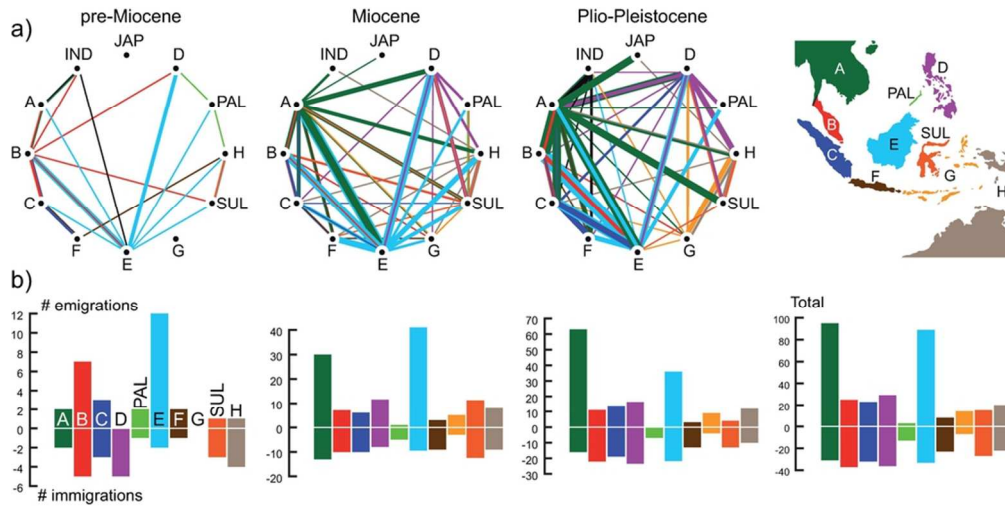 a)
pre-Miocene
IND
JAP
D
A
PAL
B
H
C
SUL
F
E
G
Miocene
IND
JAP
D
A
PAL
B
H
C
SUL
F
E
G
Plio-Pleistocene
IND
JAP
D
A
PAL
B
H
C
SUL
F
E
G
A
D
PAL
B
C
E
SUL
F
G
H
b)
# emigrations
12
10
8
6
4
2
0
-2
-4
-6
A B C D PAL E F G SUL H
# immigrations
40
30
20
10
0
-10
-20
70
60
50
40
30
20
10
0
-10
-20
-30
Total
100
80
60
40
20
0
-20
-40